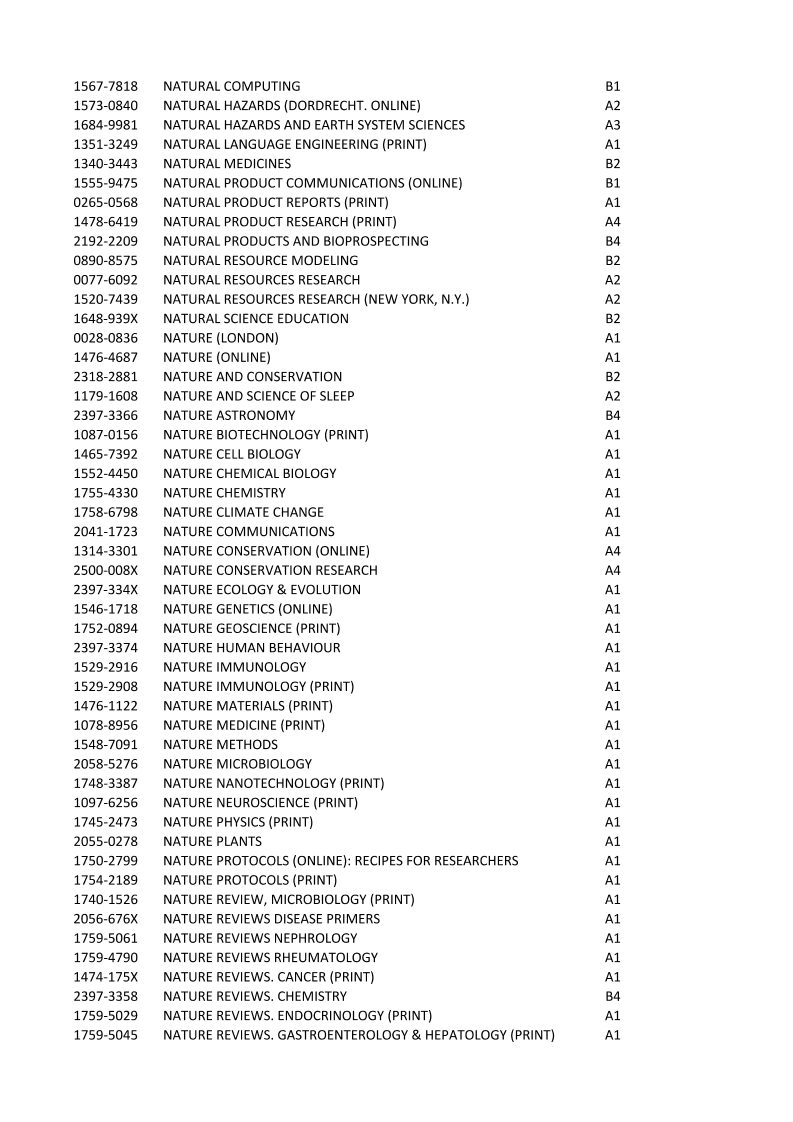 1567-7818 NATURAL COMPUTING B1
1573-0840 NATURAL HAZARDS (DORDRECHT. ONLINE) A2
1684-9981 NATURAL HAZARDS AND EARTH SYSTEM SCIENCES A3
1351-3249 NATURAL LANGUAGE ENGINEERING (PRINT) A1
1340-3443 NATURAL MEDICINES B2
1555-9475 NATURAL PRODUCT COMMUNICATIONS (ONLINE) B1
0265-0568 NATURAL PRODUCT REPORTS (PRINT) A1
1478-6419 NATURAL PRODUCT RESEARCH (PRINT) A4
2192-2209 NATURAL PRODUCTS AND BIOPROSPECTING B4
0890-8575 NATURAL RESOURCE MODELING B2
0077-6092 NATURAL RESOURCES RESEARCH A2
1520-7439 NATURAL RESOURCES RESEARCH (NEW YORK, N.Y.) A2
1648-939X NATURAL SCIENCE EDUCATION B2
0028-0836 NATURE (LONDON) A1
1476-4687 NATURE (ONLINE) A1
2318-2881 NATURE AND CONSERVATION B2
1179-1608 NATURE AND SCIENCE OF SLEEP A2
2397-3366 NATURE ASTRONOMY B4
1087-0156 NATURE BIOTECHNOLOGY (PRINT) A1
1465-7392 NATURE CELL BIOLOGY A1
1552-4450 NATURE CHEMICAL BIOLOGY A1
1755-4330 NATURE CHEMISTRY A1
1758-6798 NATURE CLIMATE CHANGE A1
2041-1723 NATURE COMMUNICATIONS A1
1314-3301 NATURE CONSERVATION (ONLINE) A4
2500-008X NATURE CONSERVATION RESEARCH A4
2397-334X NATURE ECOLOGY & EVOLUTION A1
1546-1718 NATURE GENETICS (ONLINE) A1
1752-0894 NATURE GEOSCIENCE (PRINT) A1
2397-3374 NATURE HUMAN BEHAVIOUR A1
1529-2916 NATURE IMMUNOLOGY A1
1529-2908 NATURE IMMUNOLOGY (PRINT) A1
1476-1122 NATURE MATERIALS (PRINT) A1
1078-8956 NATURE MEDICINE (PRINT) A1
1548-7091 NATURE METHODS A1
2058-5276 NATURE MICROBIOLOGY A1
1748-3387 NATURE NANOTECHNOLOGY (PRINT) A1
1097-6256 NATURE NEUROSCIENCE (PRINT) A1
1745-2473 NATURE PHYSICS (PRINT) A1
2055-0278 NATURE PLANTS A1
1750-2799 NATURE PROTOCOLS (ONLINE): RECIPES FOR RESEARCHERS A1
1754-2189 NATURE PROTOCOLS (PRINT) A1
1740-1526 NATURE REVIEW, MICROBIOLOGY (PRINT) A1
2056-676X NATURE REVIEWS DISEASE PRIMERS A1
1759-5061 NATURE REVIEWS NEPHROLOGY A1
1759-4790 NATURE REVIEWS RHEUMATOLOGY A1
1474-175X NATURE REVIEWS. CANCER (PRINT) A1
2397-3358 NATURE REVIEWS. CHEMISTRY B4
1759-5029 NATURE REVIEWS. ENDOCRINOLOGY (PRINT) A1
1759-5045 NATURE REVIEWS. GASTROENTEROLOGY & HEPATOLOGY (PRINT) A1